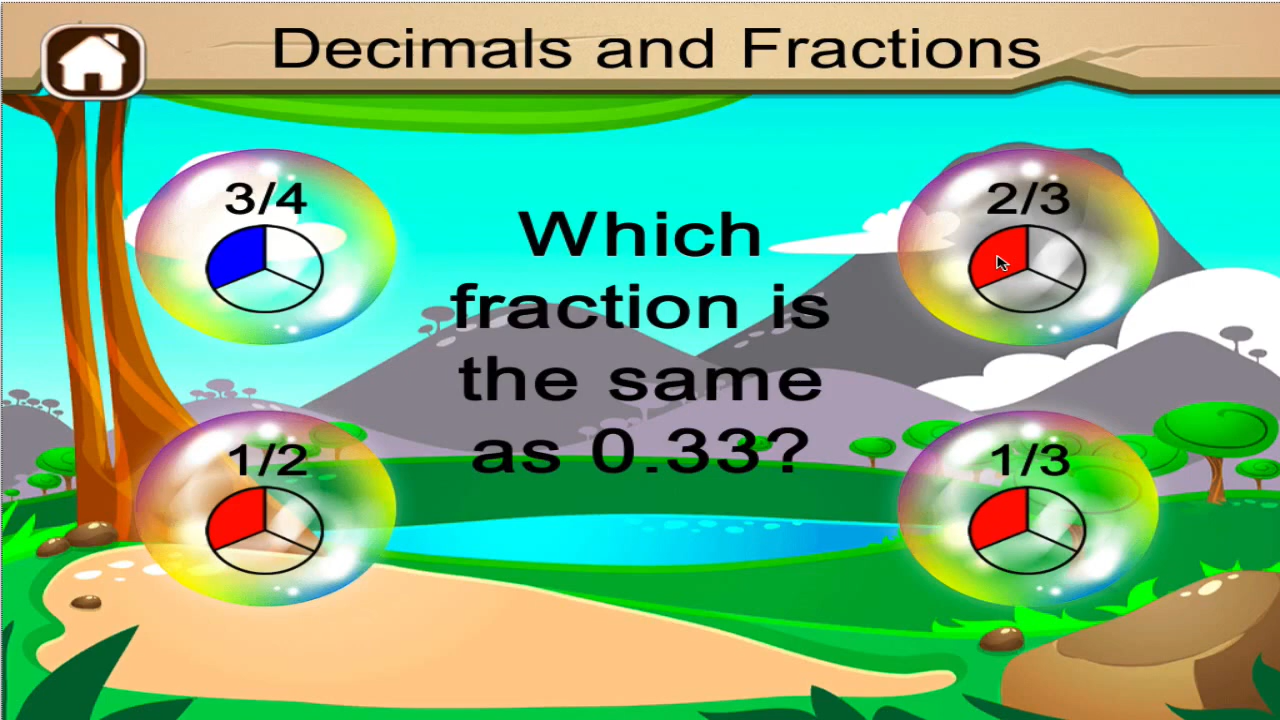 Decimals and Fractions
3/4
2/3
Which
fraction is
the same
as 0.33?
1/2
1/3